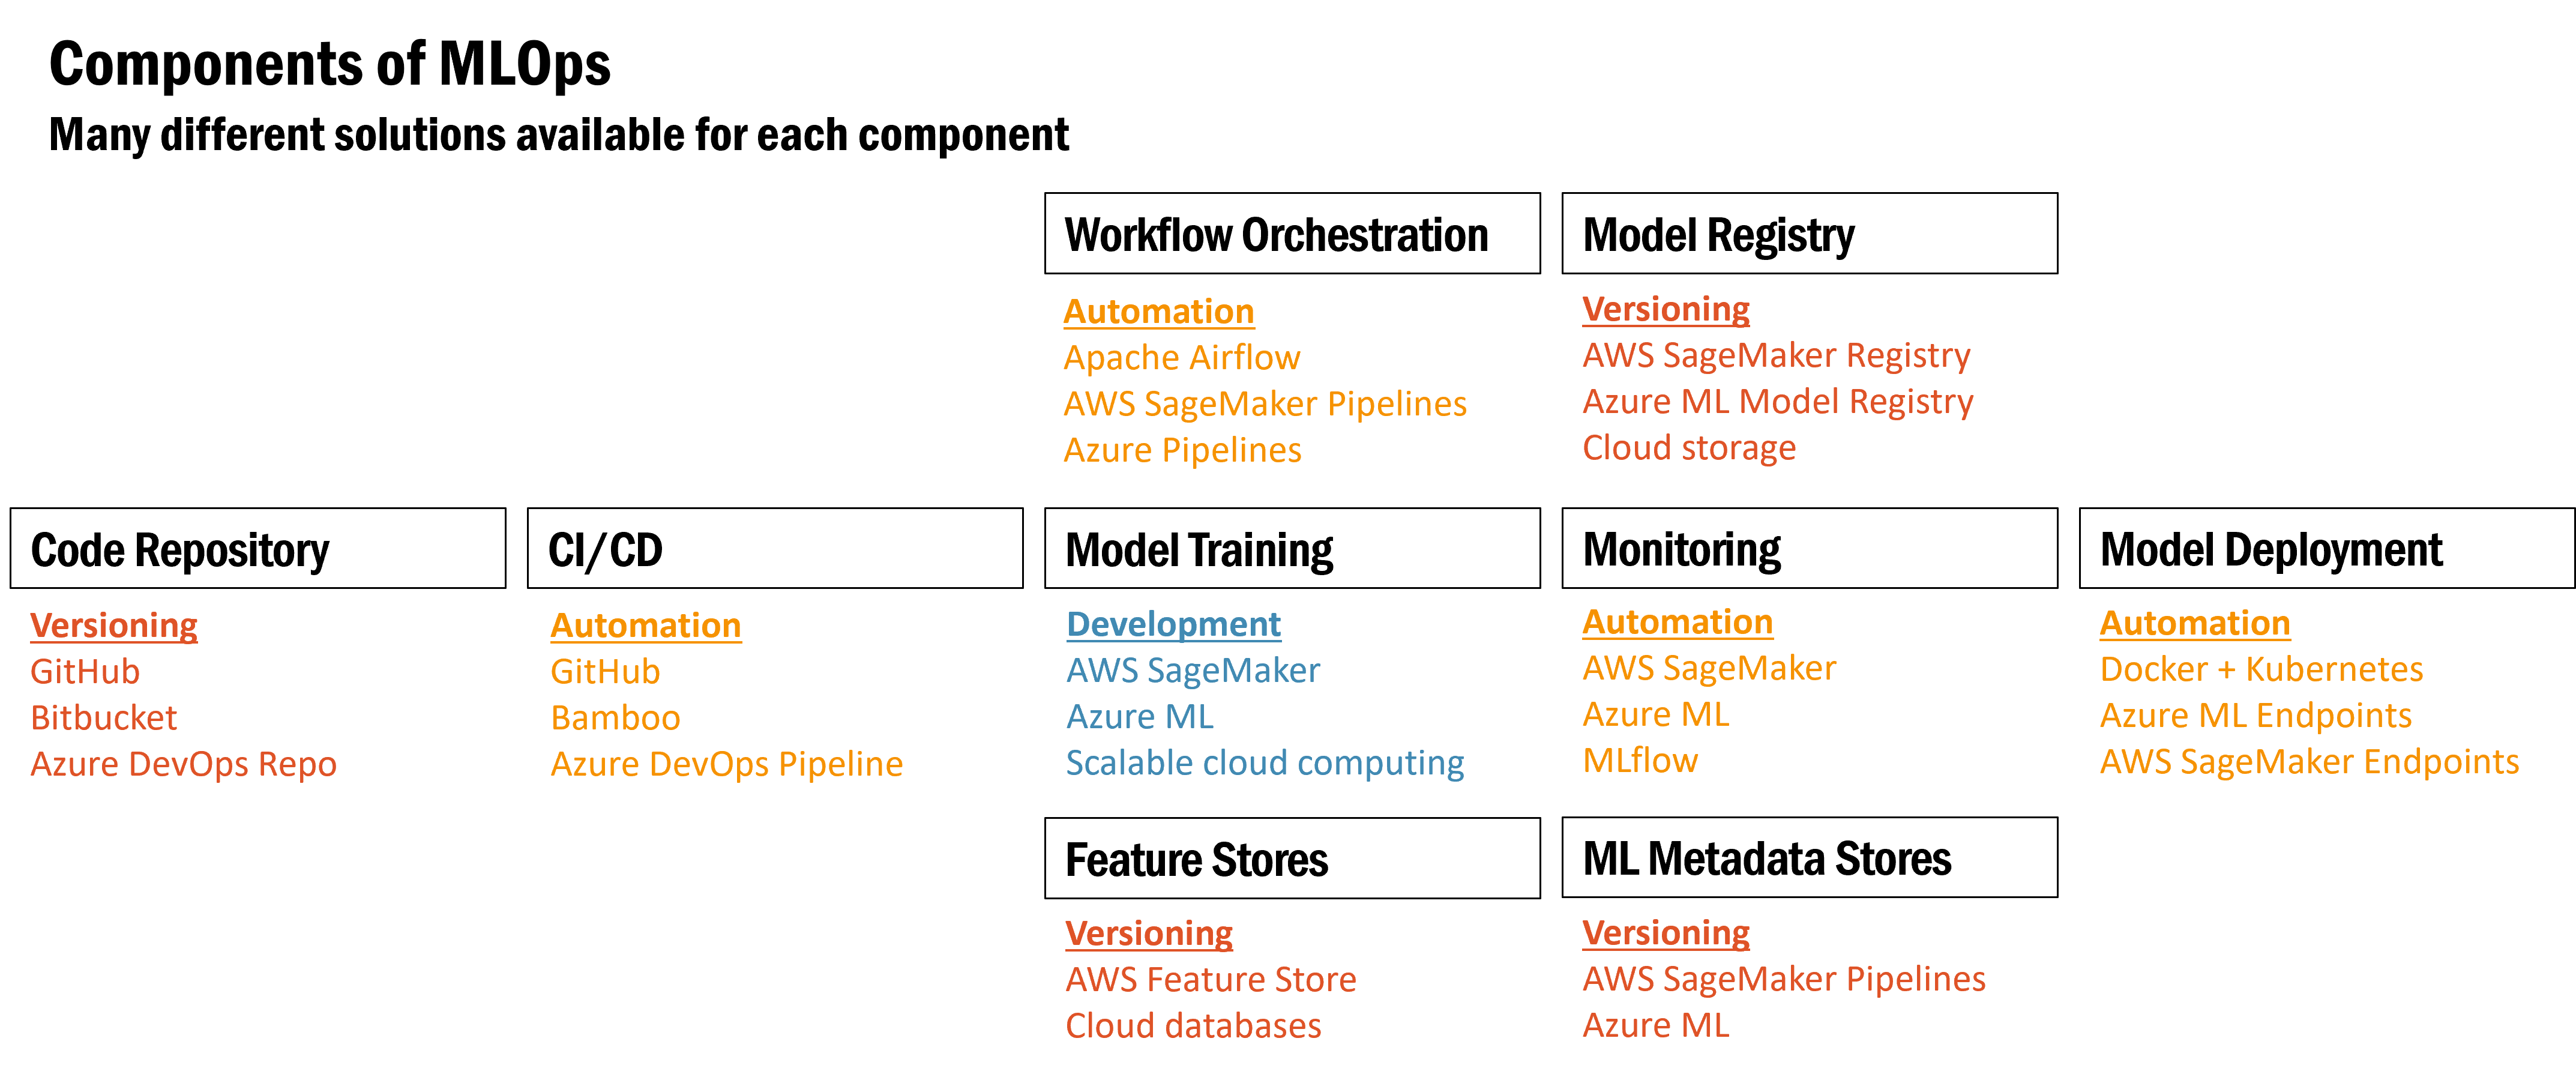 Components of MLOps
Many different solutions available for each component
Workflow Orchestration
Automation
Apache Airflow
AWS SageMaker Pipelines
Azure Pipelines
Model Registry
Versioning
AWS SageMaker Registry
Azure ML Model Registry
Cloud storage
Code Repository
Versioning
GitHub
Bitbucket
Azure DevOps Repo
CI/CD
Automation
GitHub
Bamboo
Azure DevOps Pipeline
Model Training
Development
AWS SageMaker
Azure ML
Scalable cloud computing
Monitoring
Automation
AWS SageMaker
Azure ML
MLflow
Model Deployment
Automation
Docker + Kubernetes
Azure ML Endpoints
AWS SageMaker Endpoints
Feature Stores
Versioning
AWS Feature Store
Cloud databases
ML Metadata Stores
Versioning
AWS SageMaker Pipelines
Azure ML